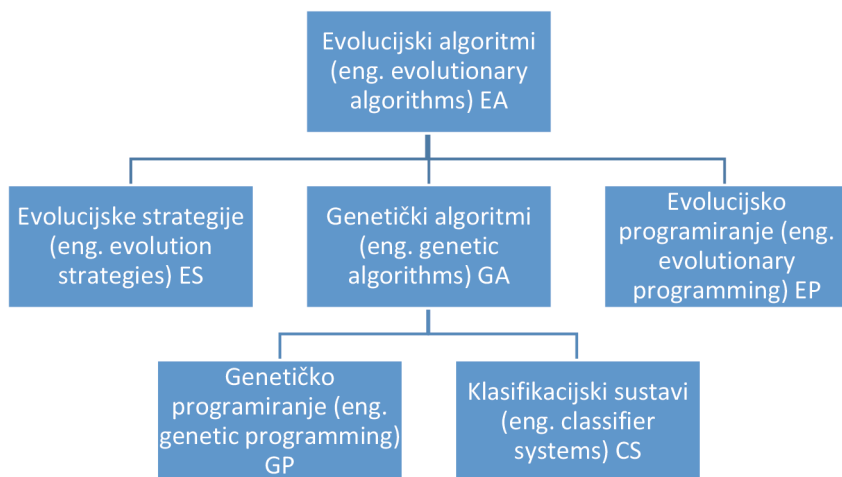 Evolucijski algoritmi
(eng. evolutionary
algorithms) EA
Evolucijske strategije
(eng. evolution
strategies) ES
Genetički algoritmi
(eng. genetic
algorithms) GA
Evolucijsko
programiranje (eng.
evolutionary
programming) EP
Genetičko
programiranje (eng.
genetic programming)
GP
Klasifikacijski sustavi
(eng. classifier
systems) CS